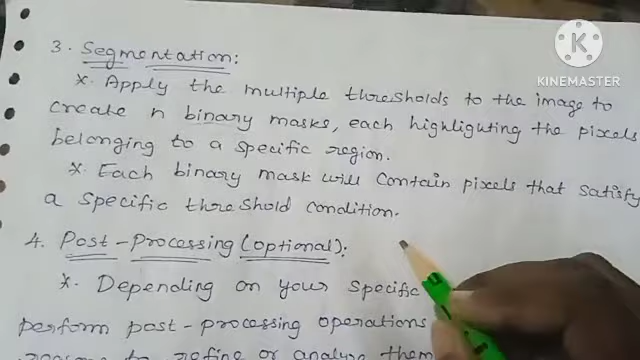 3. Segmentation:
* Apply the multiple thresholds to the image to
create n binary masks, each highliguting the pixels
belonging to a specific region.
* Each binary mask will contain pixels that satisfy
a specific threshold condition.
4. Post-Processing (optional):
* Depending on your specific
perform post-processing operations
to refine or analyze them
K
KINEMASTER